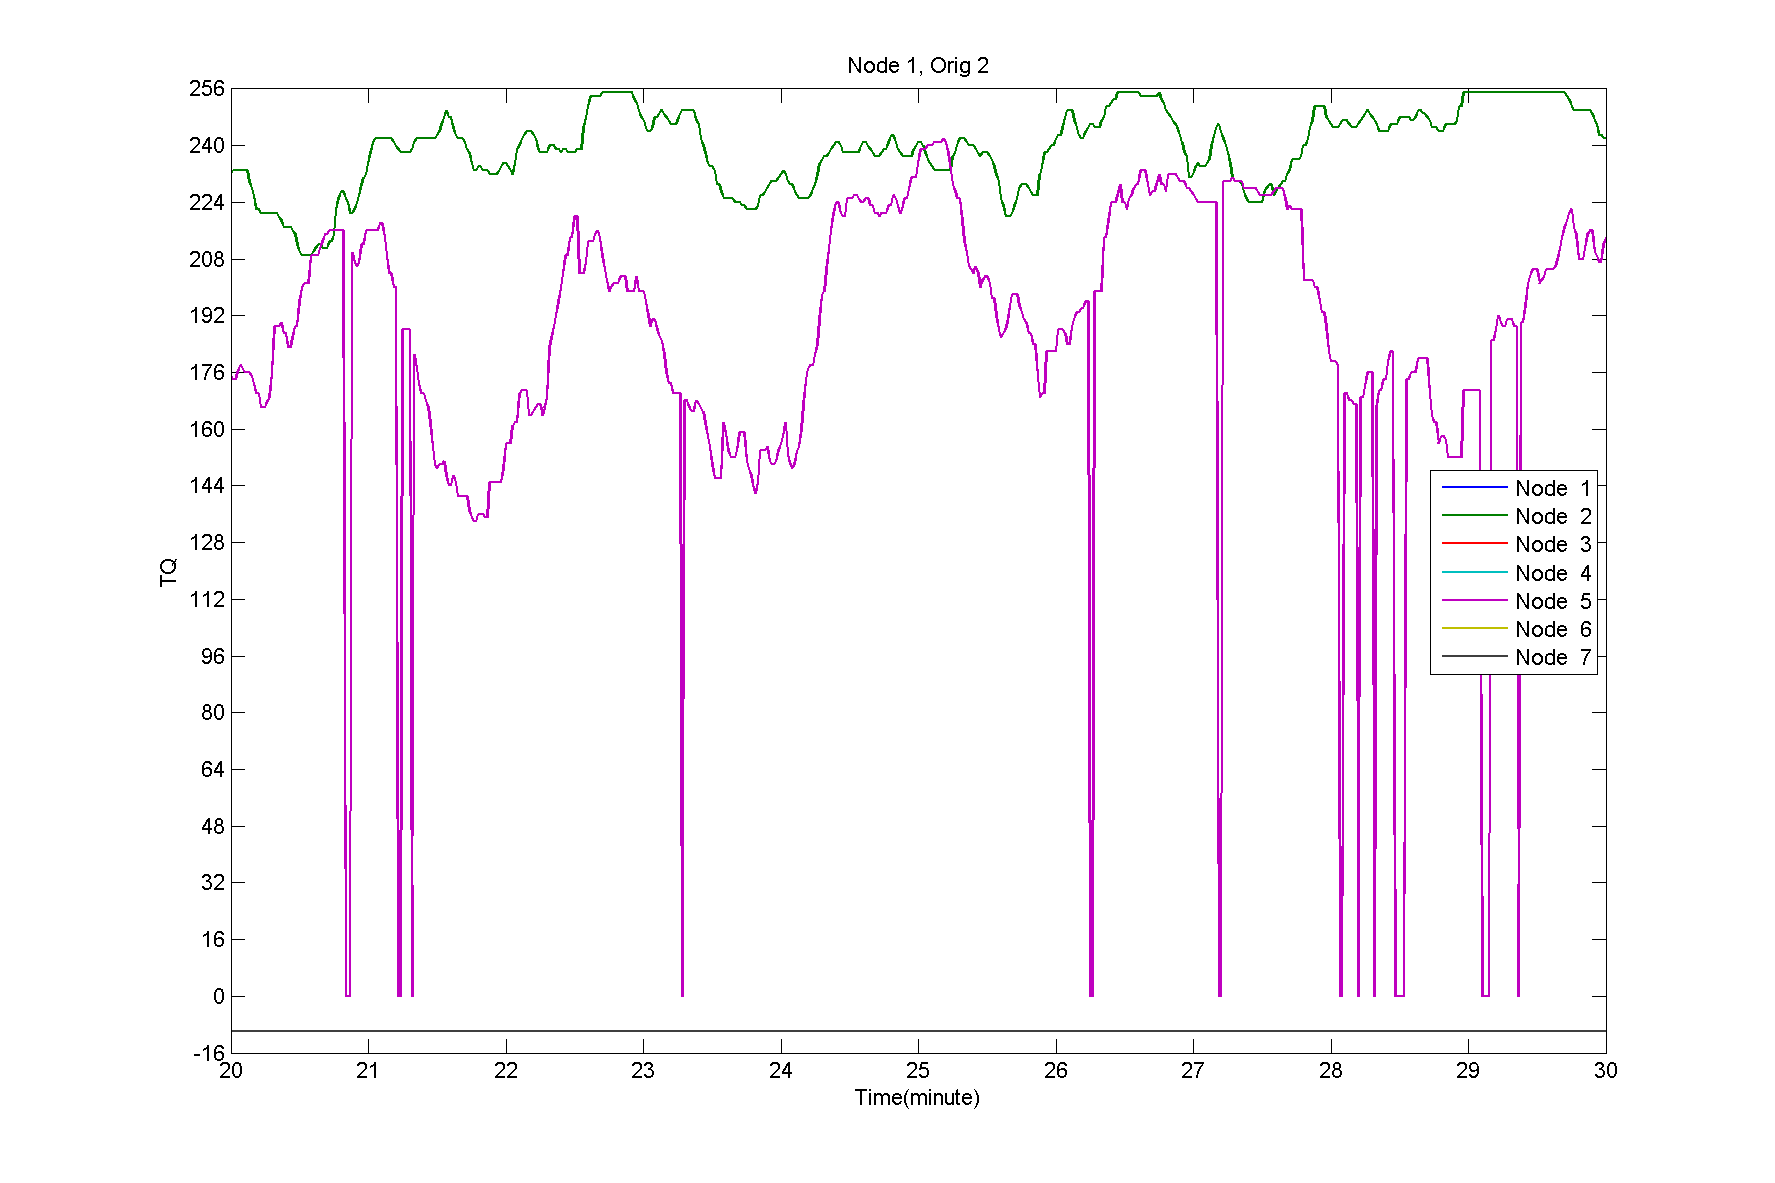 Node 1, Orig 2
256
240
224
208
192
176
160
144
128
112
96
80
64
48
32
16
0
-16
TQ
Node 1
Node 2
Node 3
Node 4
Node 5
Node 6
Node 7
20 21 22 23 24 25 26 27 28 29 30
Time(minute)